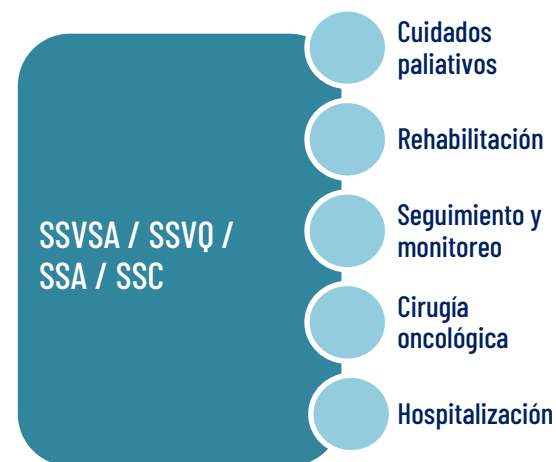 SSVSA / SSVQ /
SSA / SSC
Cuidados
paliativos
Rehabilitación
Seguimiento y
monitoreo
Cirugía
oncológica
Hospitalización